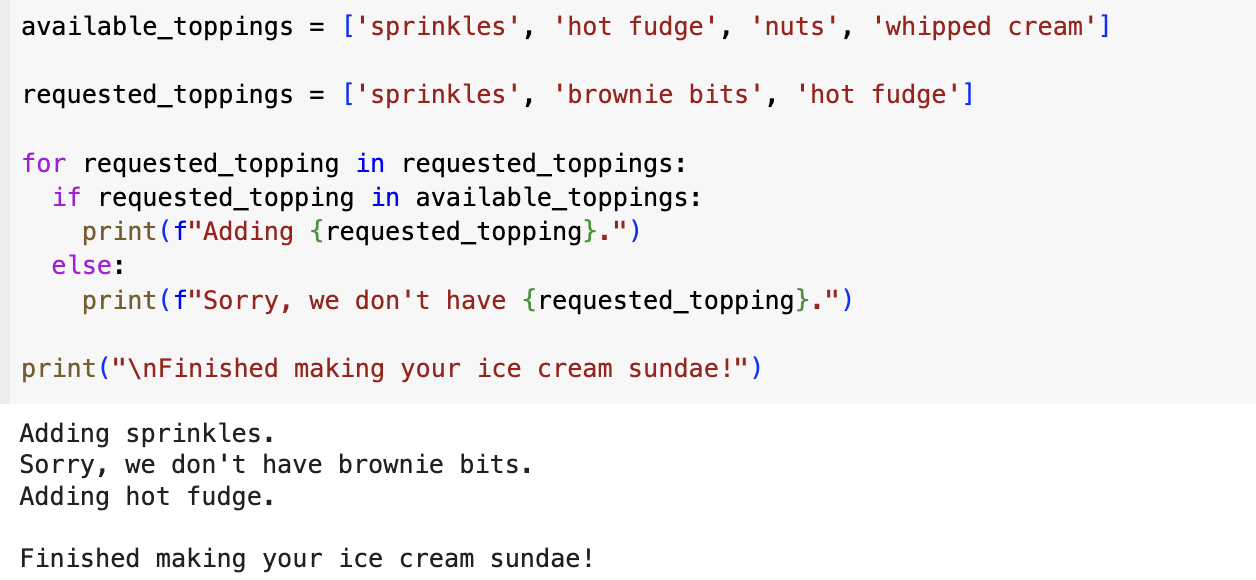 available_toppings = ['sprinkles', 'hot fudge', 'nuts', 'whipped cream']
requested_toppings = ['sprinkles', 'brownie bits', 'hot fudge']
for requested_topping in requested_toppings:
  if requested_topping in available_toppings:
    print(f"Adding {requested_topping}.")
  else:
    print(f"Sorry, we don't have {requested_topping}.")
print("\nFinished making your ice cream sundae!")
Adding sprinkles.
Sorry, we don't have brownie bits.
Adding hot fudge.
Finished making your ice cream sundae!